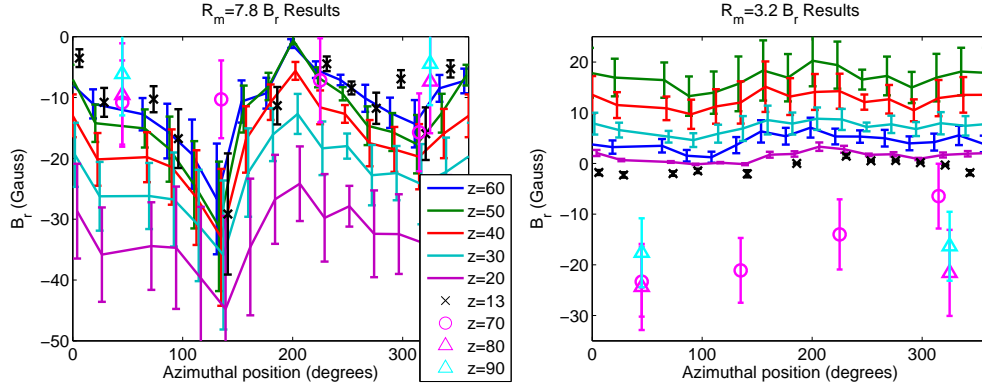 R_m=7.8 B_r Results
B_r (Gauss)
0
-10
-20
-30
-40
-50
0
100
200
300
Azimuthal position (degrees)
z=60
z=50
z=40
z=30
z=20
z=13
z=70
z=80
z=90
R_m=3.2 B_r Results
B_r (Gauss)
20
10
0
-10
-20
-30
0
100
200
300
Azimuthal position (degrees)